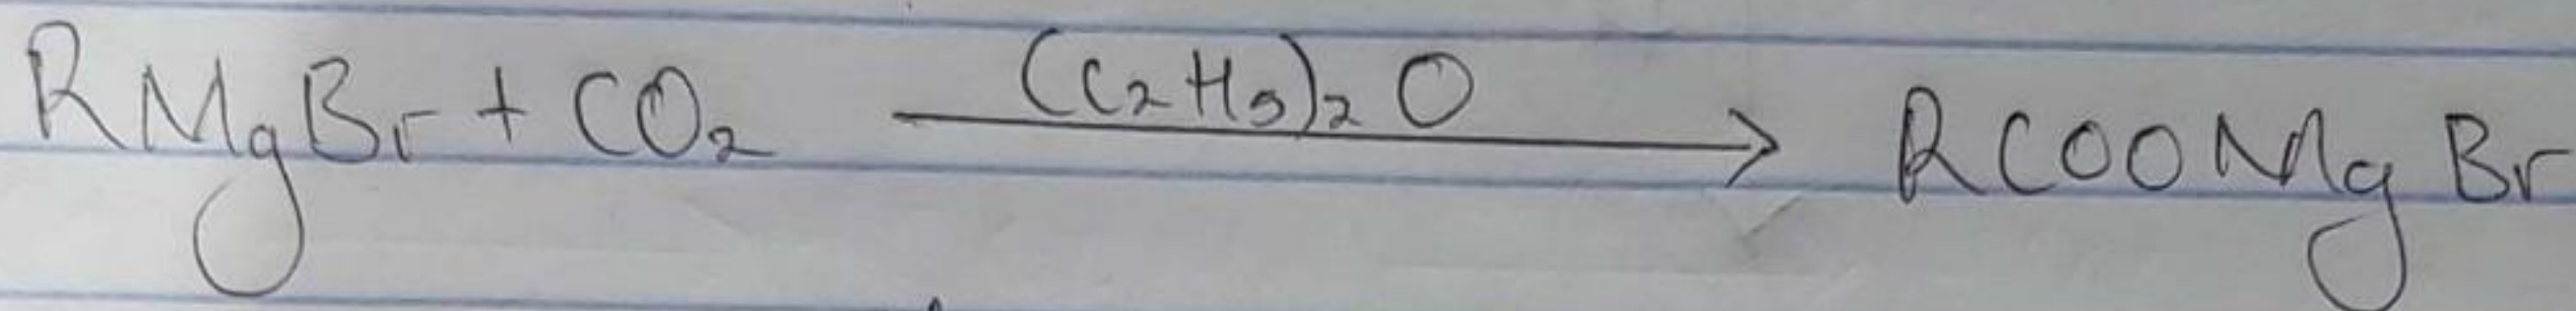 RMgBr + CO₂ (C₂H₅)₂O → RCOOMgBr